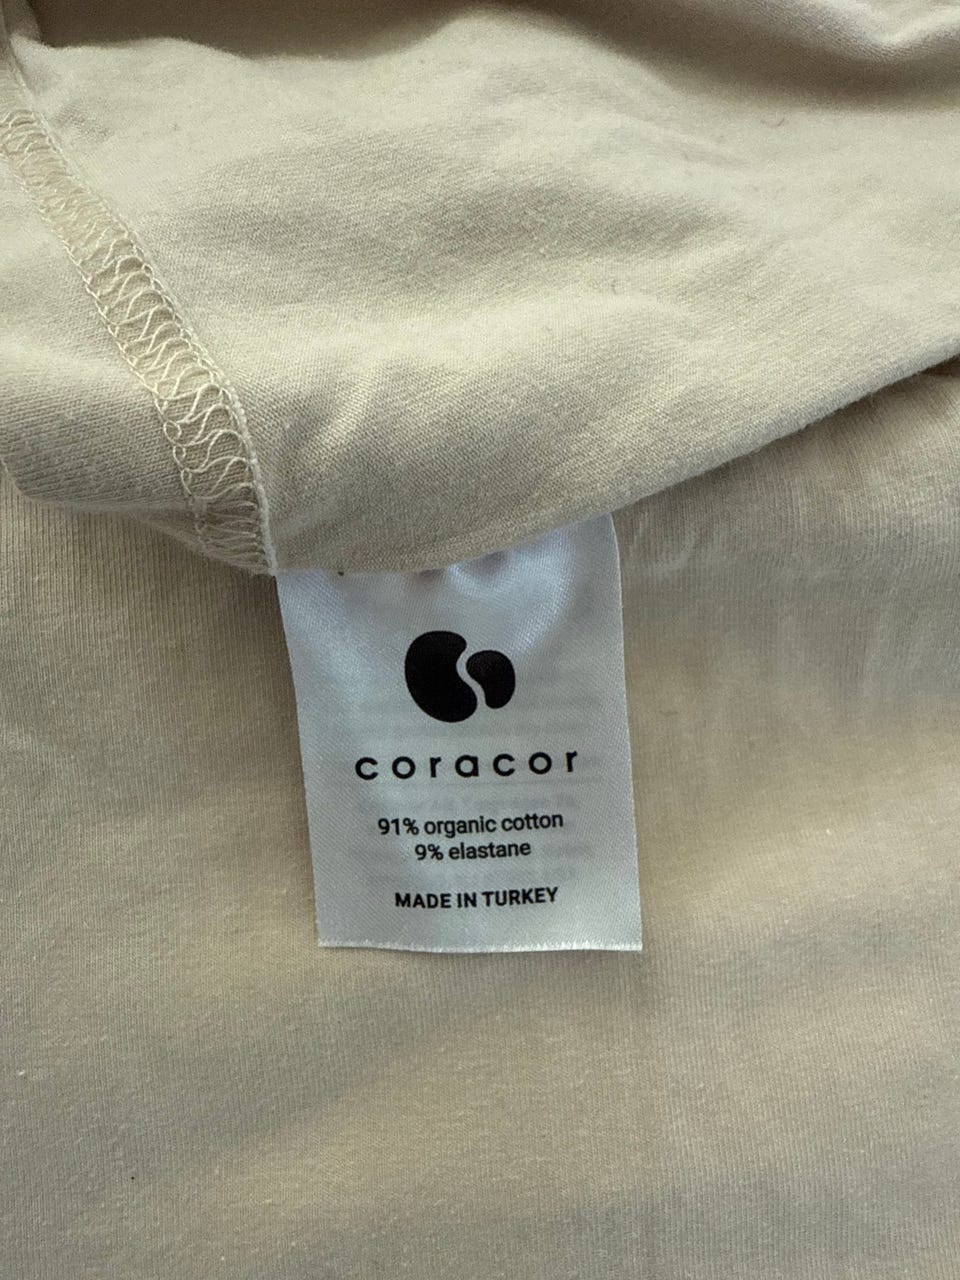 coracor
91% organic cotton
9% elastane
MADE IN TURKEY